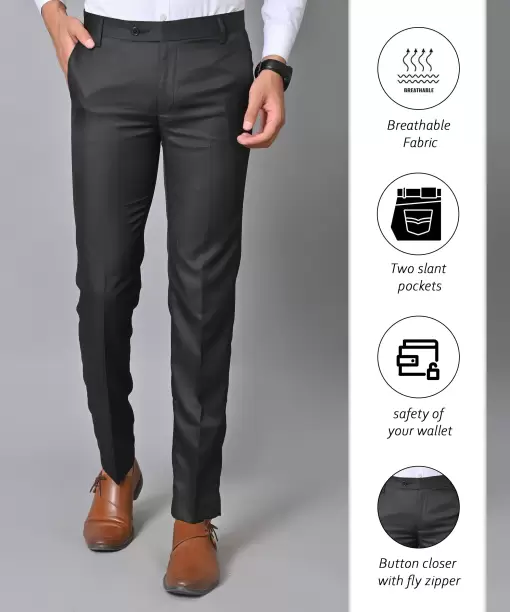 BREATHABLE
Breathable
Fabric
Two slant
pockets
safety of
your wallet
Button closer
with fly zipper